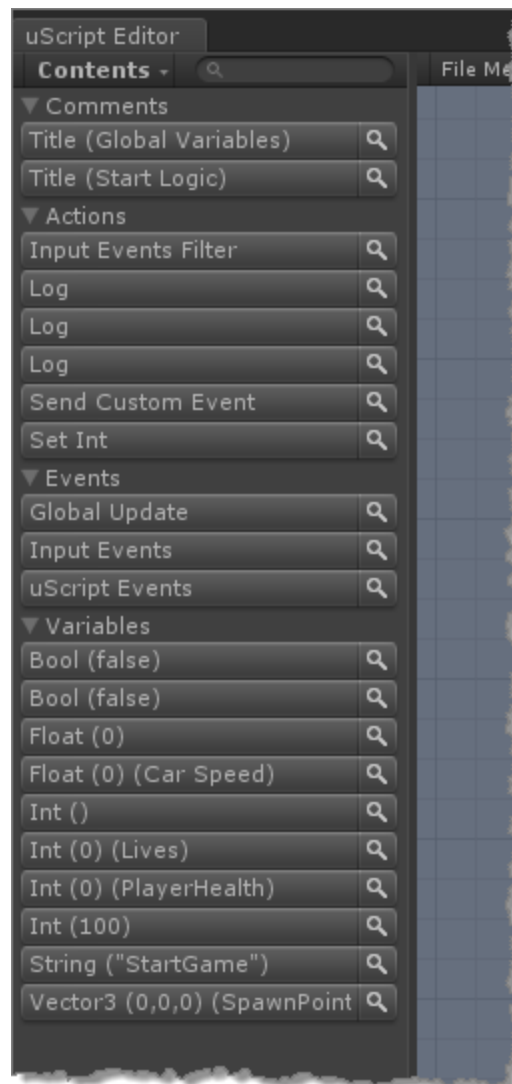 uScript Editor
Contents
File Me
Comments
Title (Global Variables)
Title (Start Logic)
Actions
Input Events Filter
Log
Log
Log
Send Custom Event
Set Int
Events
Global Update
Input Events
uScript Events
Variables
Bool (false)
Bool (false)
Float (0)
Float (0) (Car Speed)
Int ()
Int (0) (Lives)
Int (0) (PlayerHealth)
Int (100)
String ("StartGame")
Vector3 (0,0,0) (SpawnPoint